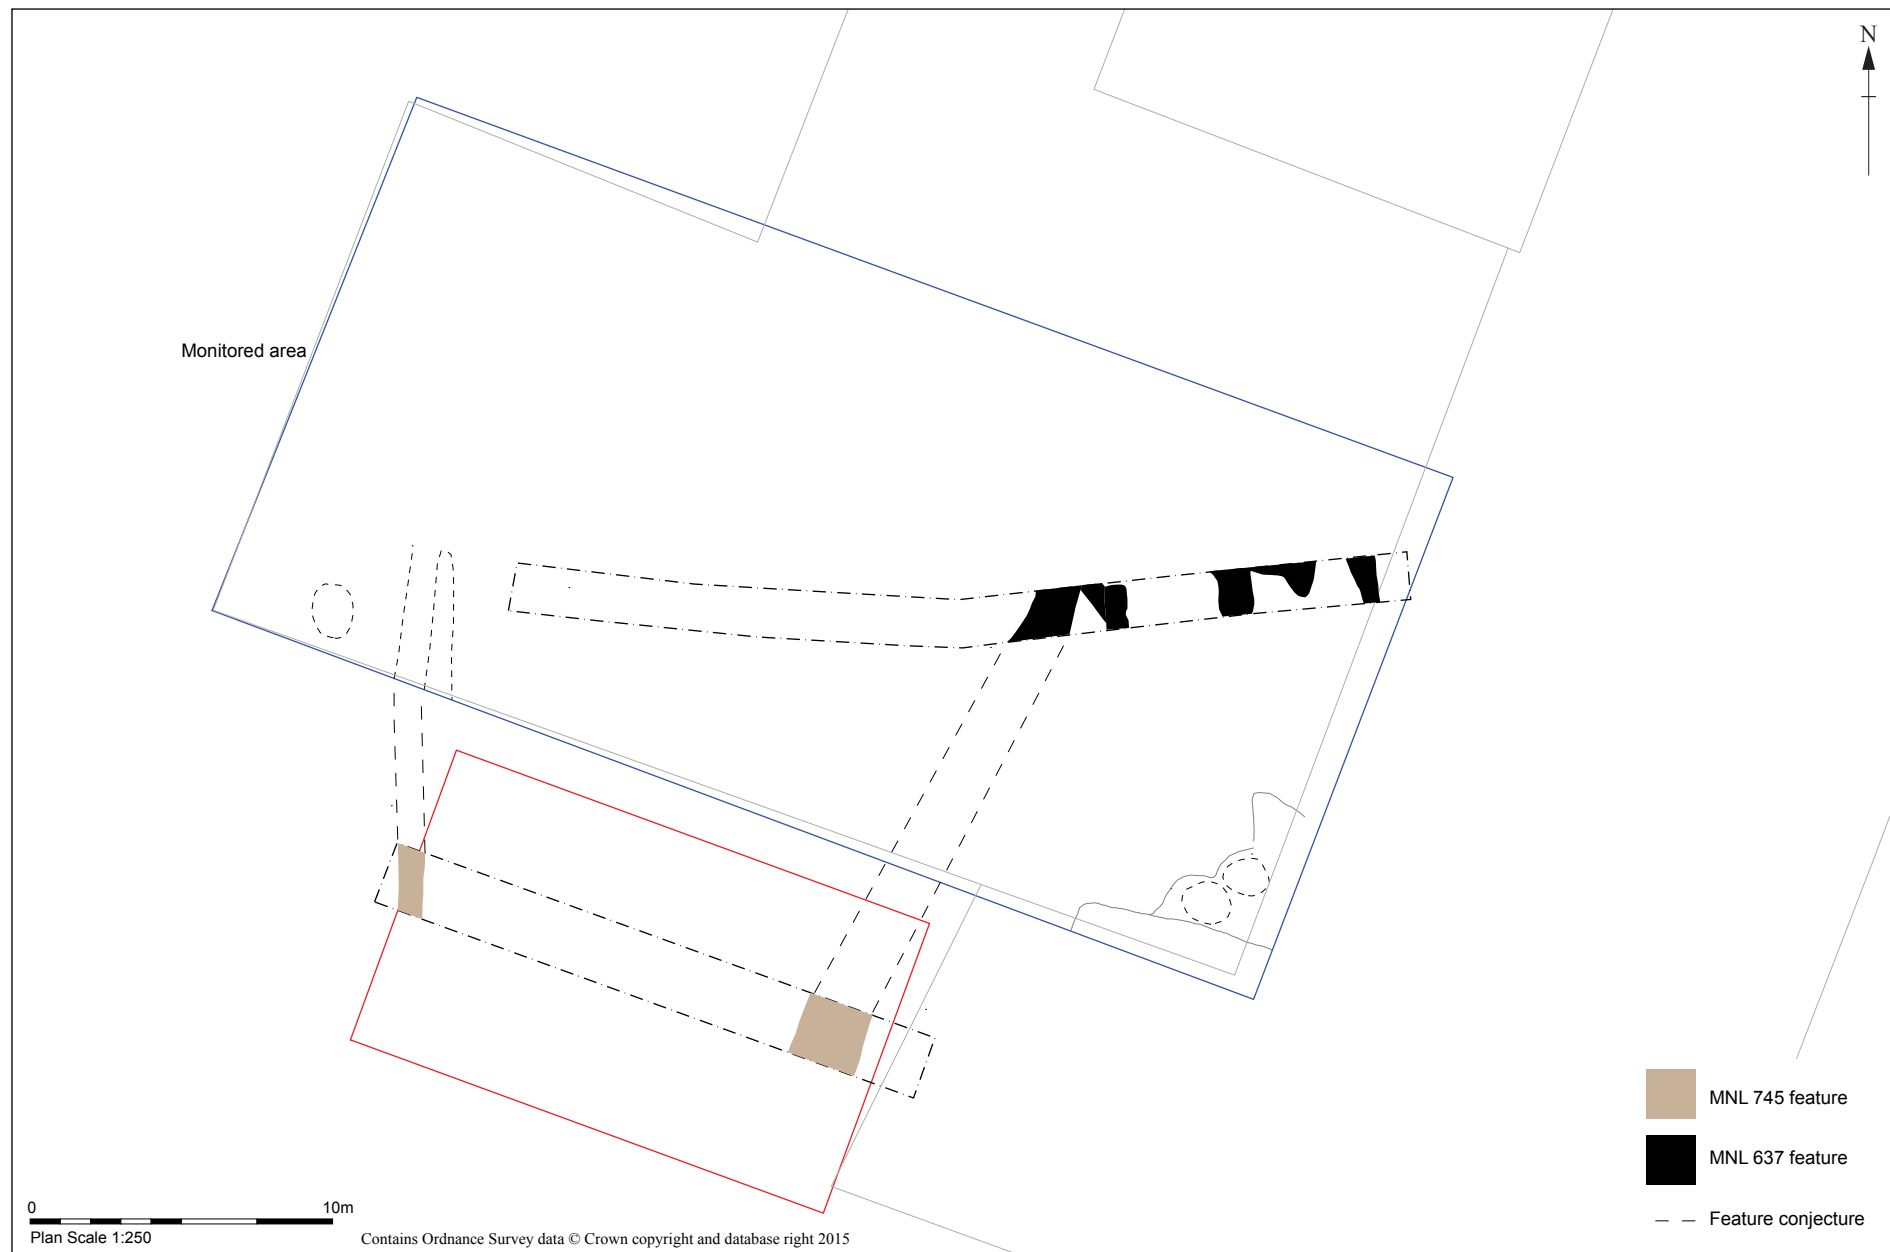 N
Monitored area
MNL 745 feature
MNL 637 feature
Feature conjecture
0 10m
Plan Scale 1:250
Contains Ordnance Survey data © Crown copyright and database right 2015